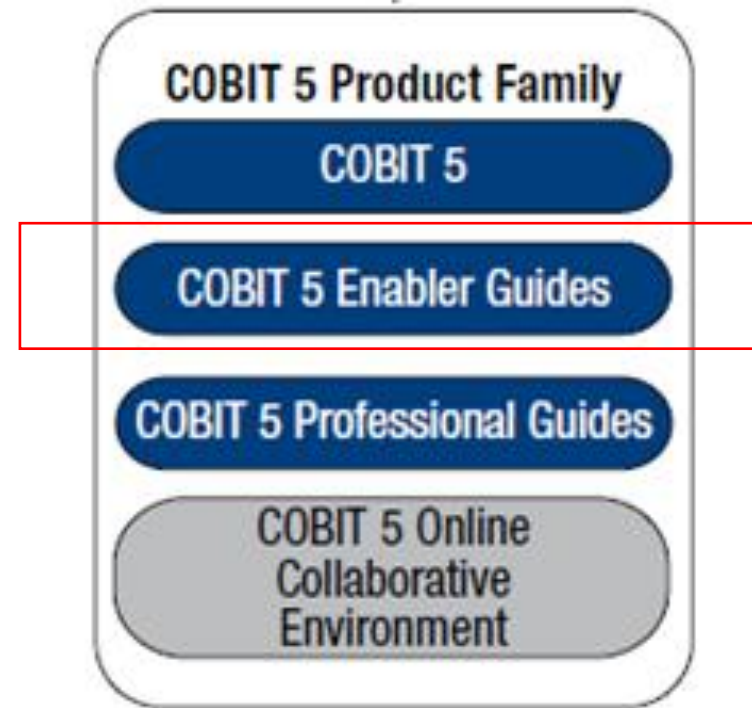 COBIT 5 Product Family
COBIT 5
COBIT 5 Enabler Guides
COBIT 5 Professional Guides
COBIT 5 Online
Collaborative
Environment